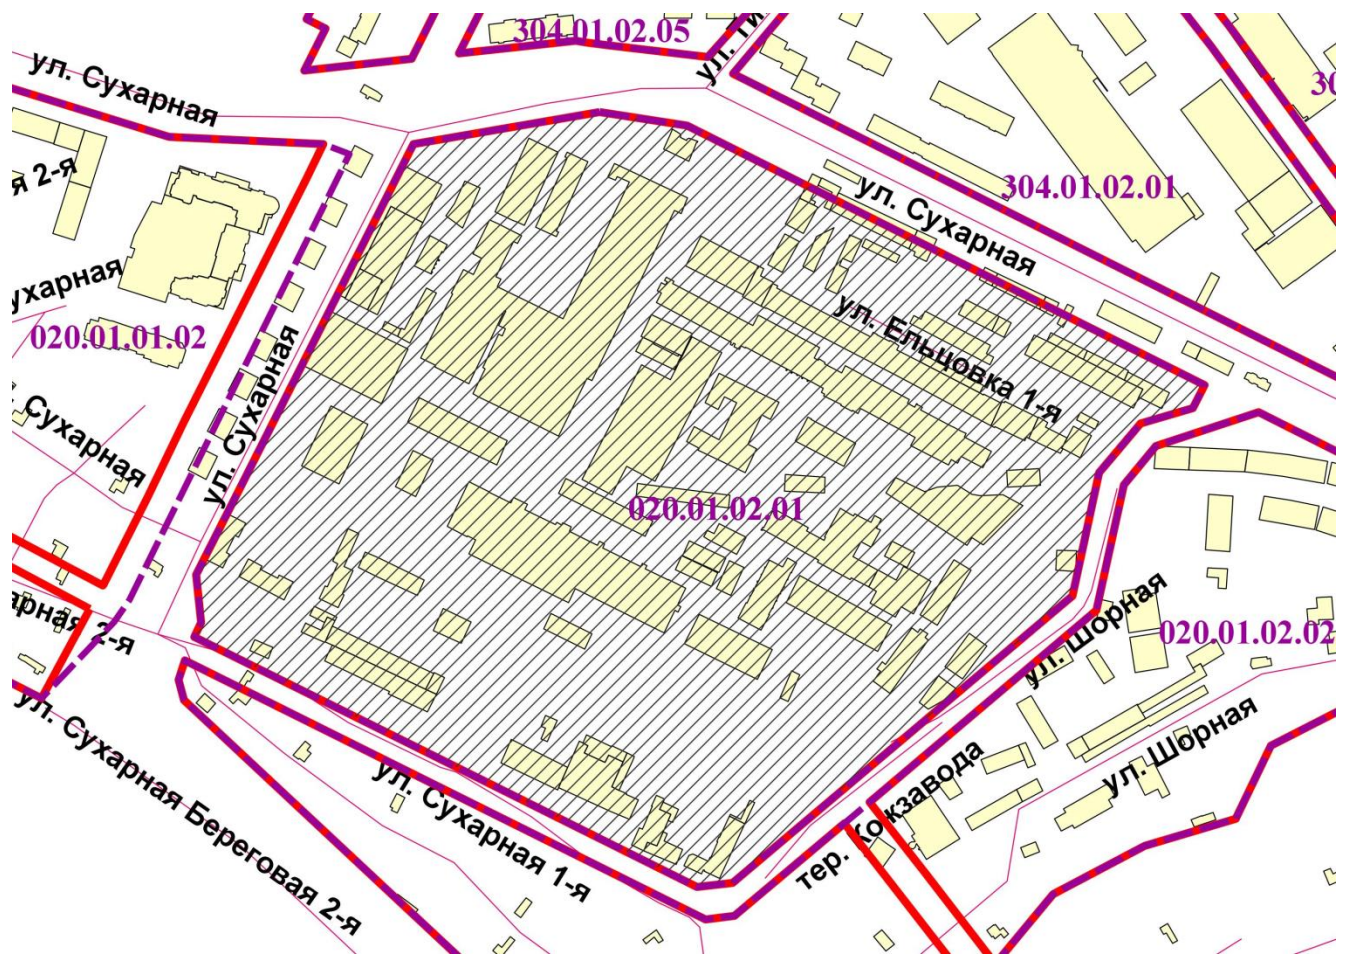 304.01.02.05
ул. Сухарная
30
я 2-я
304.01.02.01
ул. Сухарная
ухарная
020.01.01.02
ул. Ельцовка 1-я
ул. Сухарная
Сухарная
020.01.02.01
арная 2-я
ул. Шорная
020.01.02.02
ул. Сухарная Береговая 2-я
ул. Шорная
ул. Сухарная 1-я
тер. Коксзавода